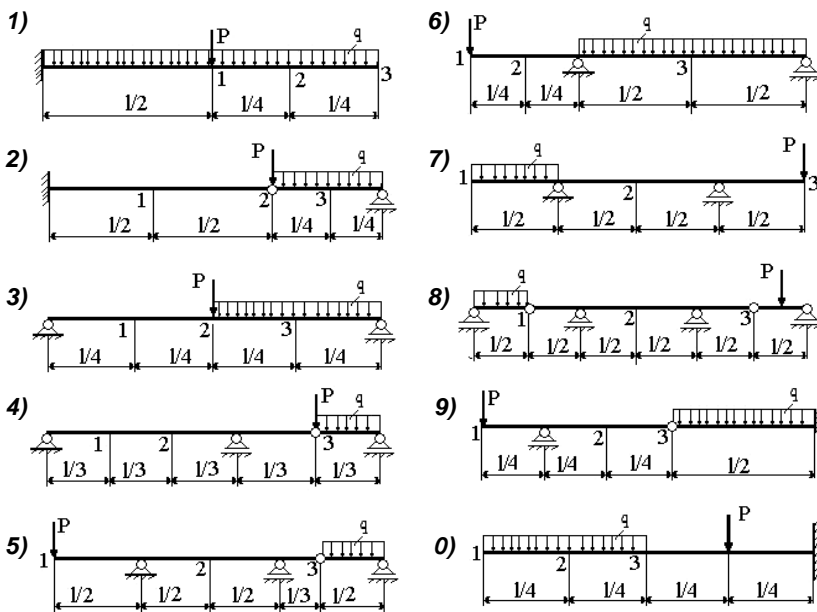 1)
P
q
1 2 3
l/2 l/4 l/4
2)
P
q
1 2 3
l/2 l/2 l/4 l/4
3)
P
q
1 2 3
l/4 l/4 l/4 l/4
4)
P
q
1 2 3
l/3 l/3 l/3 l/3 l/3
5)
P
q
1 2 3
l/2 l/2 l/3 l/2
6)
P
q
1 2 3
l/4 l/4 l/2 l/2
7)
q
P
1 2 3
l/2 l/2 l/2 l/2
8)
q
P
1 2 3
l/2 l/2 l/2 l/2 l/2 l/2
9)
P
q
1 2 3
l/4 l/4 l/4 l/2
0)
q
P
1 2 3
l/4 l/4 l/4 l/4